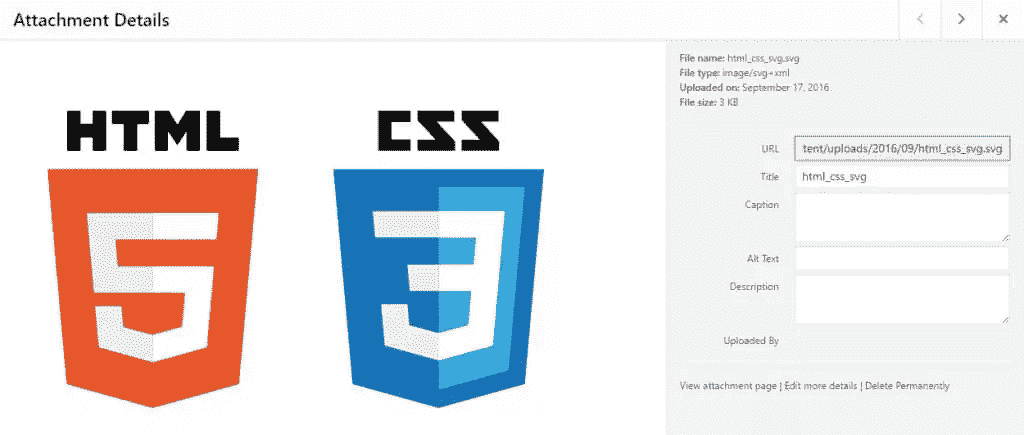 Attachment Details
HTML
5
CSS
3
File name: html_css_svg.svg
File type: image/svg+xml
Uploaded on: September 17, 2016
File size: 3 KB
URL tent/uploads/2016/09/html_css_svg.svg
Title html_css_svg
Caption
Alt Text
Description
Uploaded By
View attachment page | Edit more details | Delete Permanently